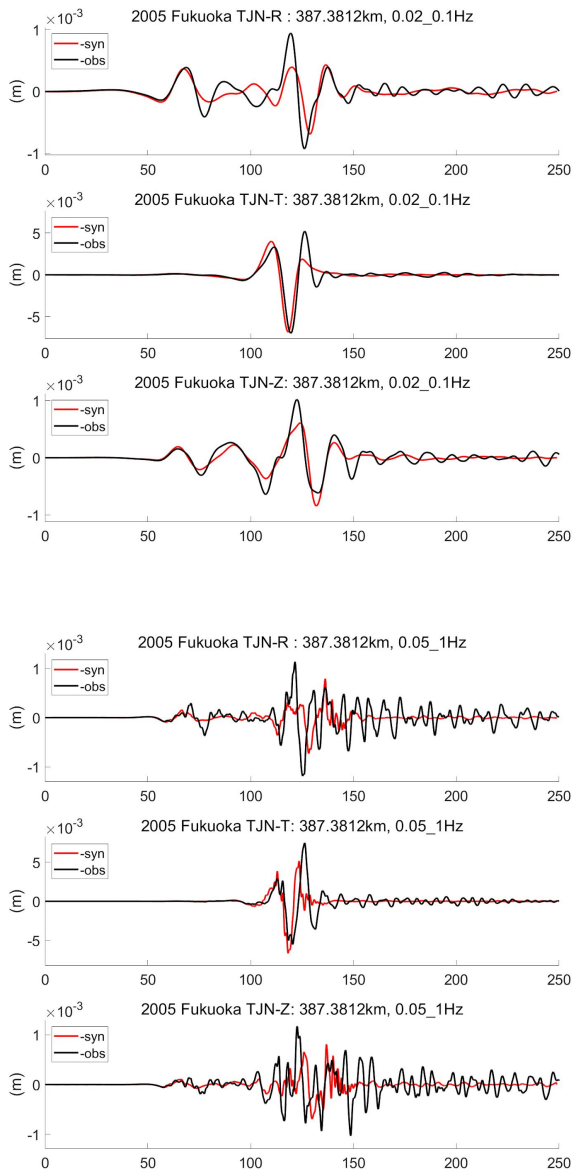 2005 Fukuoka TJN-R : 387.3812km, 0.02_0.1Hz
×10⁻³
1
0
-1
(m)
-syn
-obs
0 50 100 150 200 250
2005 Fukuoka TJN-T: 387.3812km, 0.02_0.1Hz
×10⁻³
5
0
-5
(m)
-syn
-obs
0 50 100 150 200 250
2005 Fukuoka TJN-Z: 387.3812km, 0.02_0.1Hz
×10⁻³
1
0
-1
(m)
-syn
-obs
0 50 100 150 200 250
2005 Fukuoka TJN-R : 387.3812km, 0.05_1Hz
×10⁻³
1
0
-1
(m)
-syn
-obs
0 50 100 150 200 250
2005 Fukuoka TJN-T: 387.3812km, 0.05_1Hz
×10⁻³
5
0
-5
(m)
-syn
-obs
0 50 100 150 200 250
2005 Fukuoka TJN-Z: 387.3812km, 0.05_1Hz
×10⁻³
1
0
-1
(m)
-syn
-obs
0 50 100 150 200 250